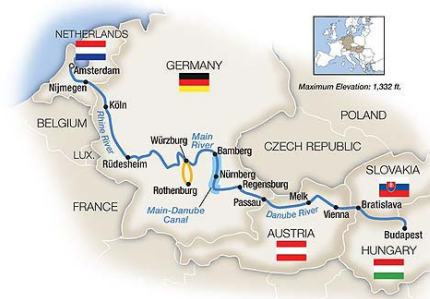 NETHERLANDS
Amsterdam
Nijmegen
GERMANY
Maximum Elevation: 1,332 ft.
Köln
BELGIUM
Rhine River
POLAND
LUX.
Rüdesheim
Würzburg
Main
River
Bamberg
CZECH REPUBLIC
Rothenburg
Nürnberg
Regensburg
SLOVAKIA
FRANCE
Main-Danube
Canal
Passau
Melk
Danube River
Vienna
Bratislava
AUSTRIA
Budapest
HUNGARY